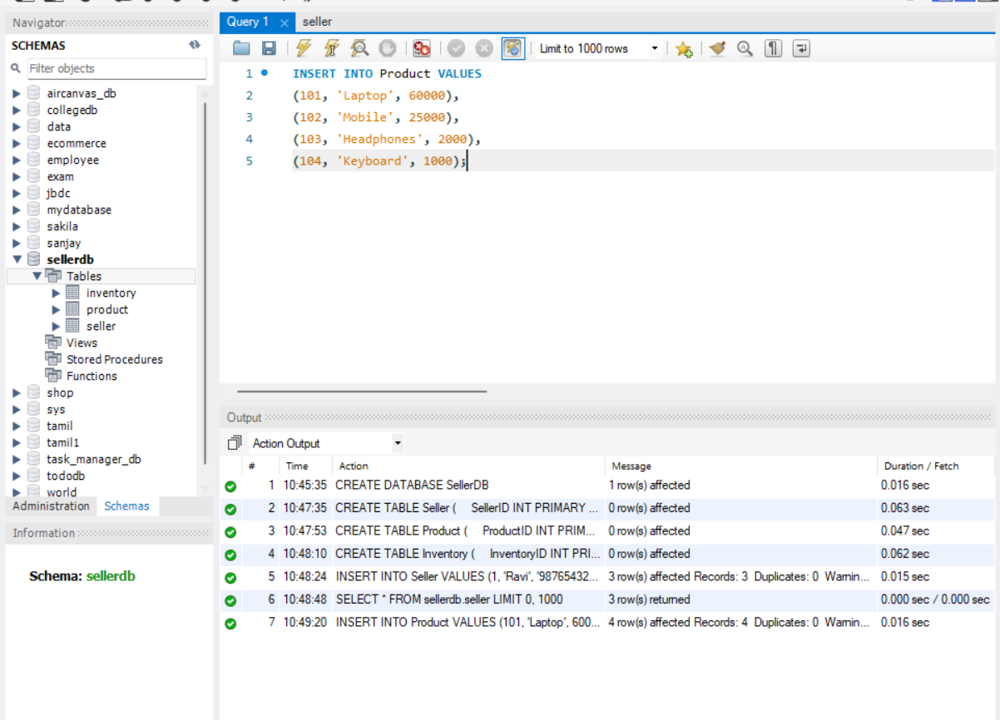 Navigator
SCHEMAS
Filter objects
aircanvas_db
collegedb
data
ecommerce
employee
exam
jbdc
mydatabase
sakila
sanjay
sellerdb
Tables
inventory
product
seller
Views
Stored Procedures
Functions
shop
sys
tamil
tamil1
task_manager_db
tododb
world
Administration Schemas
Information
Schema: sellerdb
Query 1 seller
Limit to 1000 rows
1 INSERT INTO Product VALUES
2 (101, 'Laptop', 60000),
3 (102, 'Mobile', 25000),
4 (103, 'Headphones', 2000),
5 (104, 'Keyboard', 1000);
Output
Action Output
# Time Action Message Duration / Fetch
1 10:45:35 CREATE DATABASE SellerDB 1 row(s) affected 0.016 sec
2 10:47:35 CREATE TABLE Seller ( SellerID INT PRIMARY ... 0 row(s) affected 0.063 sec
3 10:47:53 CREATE TABLE Product ( ProductID INT PRIM... 0 row(s) affected 0.047 sec
4 10:48:10 CREATE TABLE Inventory ( InventoryID INT PRI... 0 row(s) affected 0.062 sec
5 10:48:24 INSERT INTO Seller VALUES (1, 'Ravi', '98765432... 3 row(s) affected Records: 3 Duplicates: 0 Warnin... 0.015 sec
6 10:48:48 SELECT * FROM sellerdb.seller LIMIT 0, 1000 3 row(s) returned 0.000 sec / 0.000 sec
7 10:49:20 INSERT INTO Product VALUES (101, 'Laptop', 600... 4 row(s) affected Records: 4 Duplicates: 0 Warnin... 0.016 sec